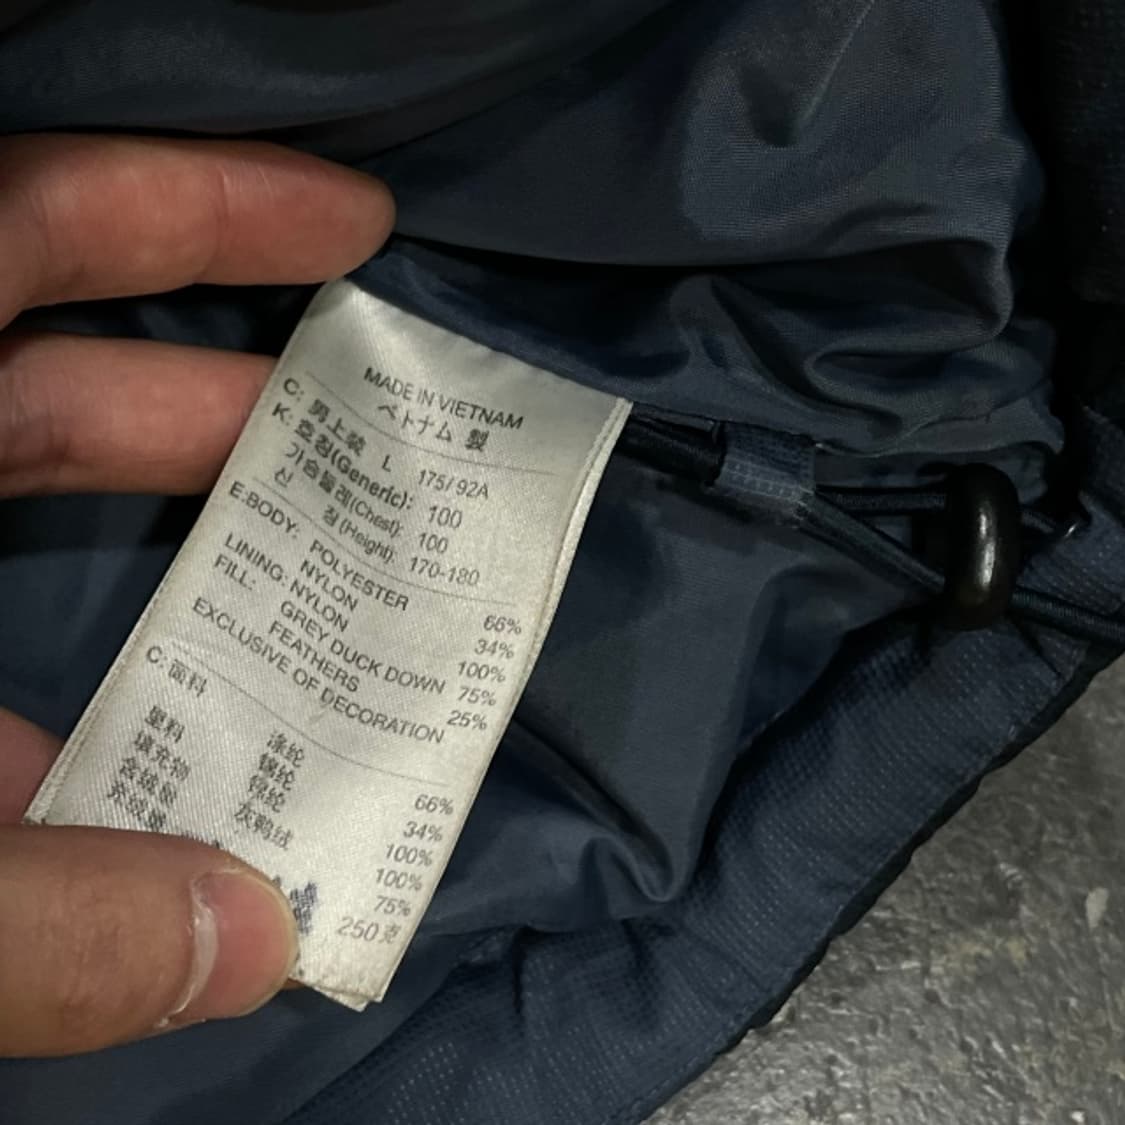 MADE IN VIETNAM
ベトナム 製
C: 男上装 L 175/92A
K: 호칭(Generic): 100
가슴둘레(Chest): 100
신 장(Height): 170-180
E:BODY: POLYESTER 66%
NYLON 34%
LINING: NYLON 100%
FILL: GREY DUCK DOWN 75%
FEATHERS 25%
EXCLUSIVE OF DECORATION
C: 面料 涤纶 66%
锦纶 34%
里料 锦纶 100%
填充物 灰鸭绒 100%
含绒量 75%
充绒量 250克